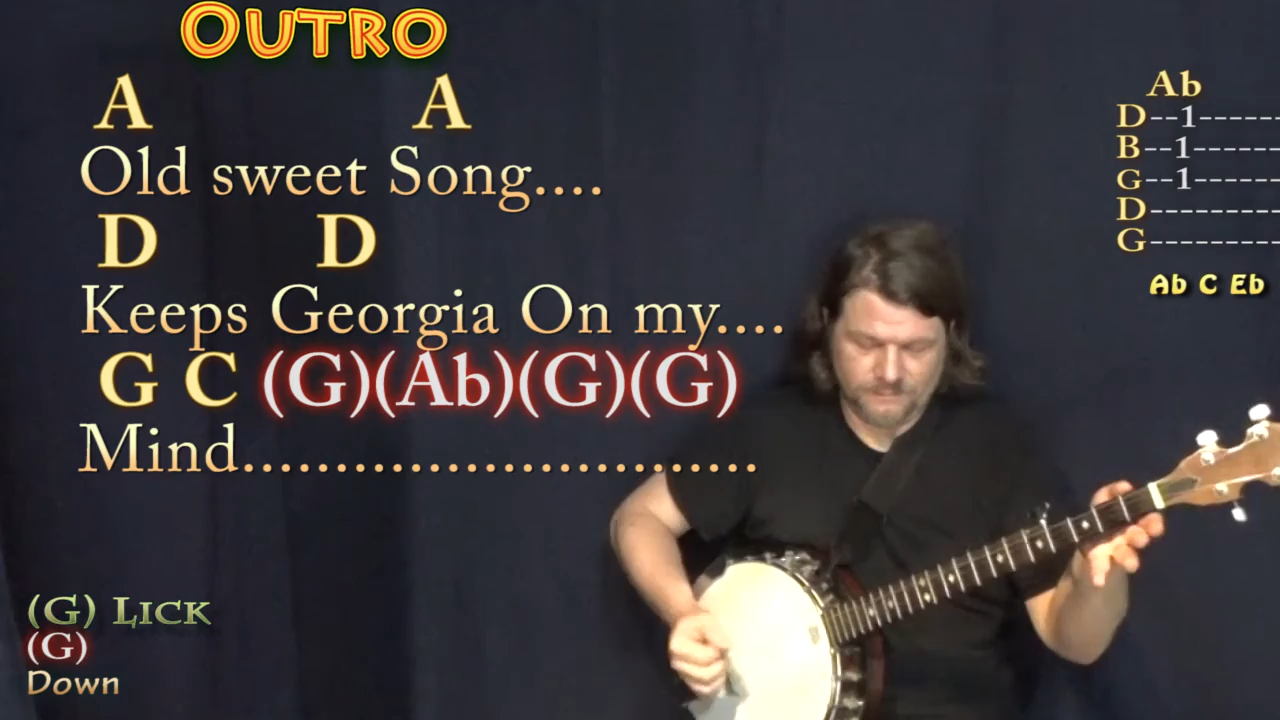 OUTRO
A A
Old sweet Song....
D D
Keeps Georgia On my....
G C (G)(Ab)(G)(G)
Mind............................
(G) LICK
(G)
Down
Ab
D--1------
B--1------
G--1------
D---------
G---------
Ab C Eb